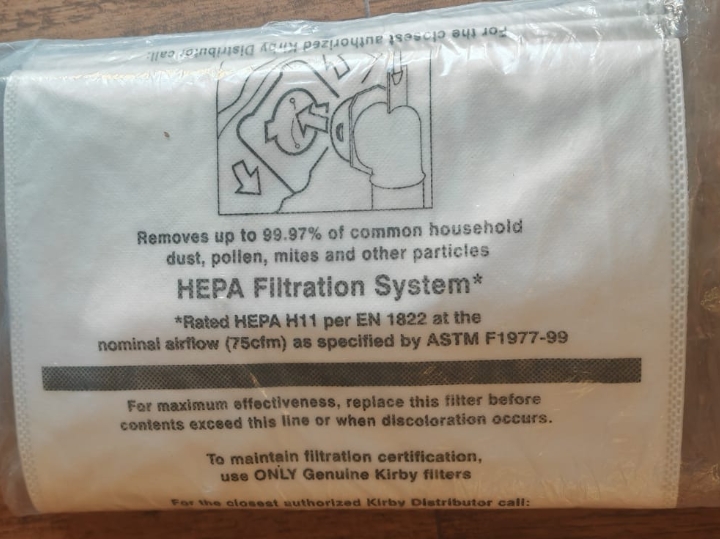 For the closest authorized Kirby Distributor call:
Removes up to 99.97% of common household
dust, pollen, mites and other particles
HEPA Filtration System*
*Rated HEPA H11 per EN 1822 at the
nominal airflow (75cfm) as specified by ASTM F1977-99
For maximum effectiveness, replace this filter before
contents exceed this line or when discoloration occurs.
To maintain filtration certification,
use ONLY Genuine Kirby filters
For the closest authorized Kirby Distributor call: